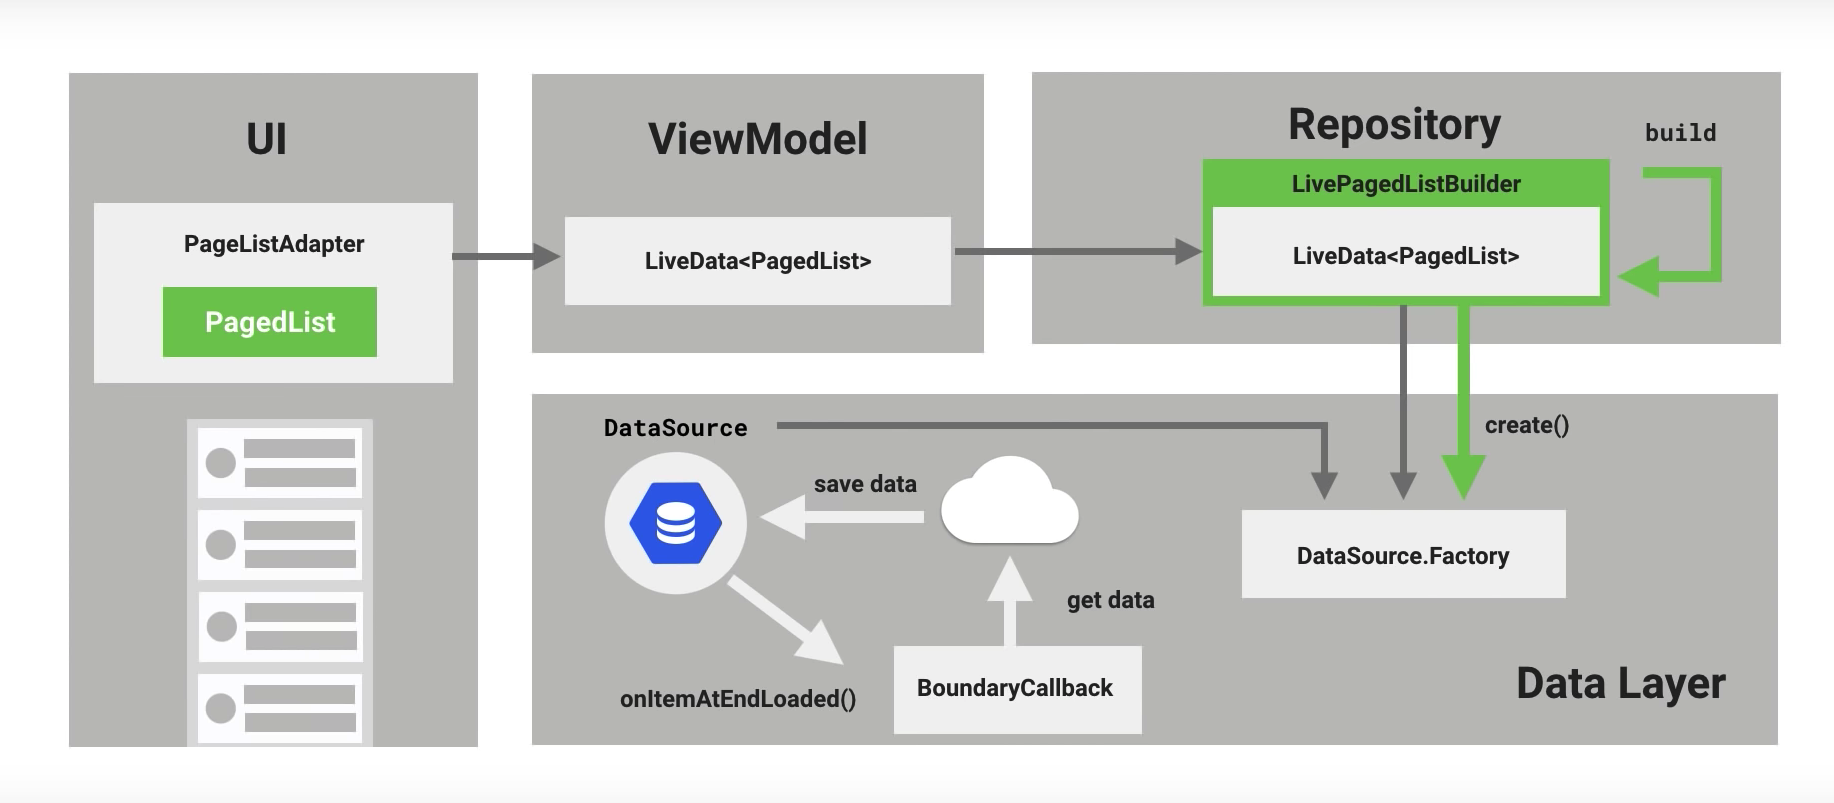 UI
PageListAdapter
PagedList
ViewModel
LiveData<PagedList>
Repository
build
LivePagedListBuilder
LiveData<PagedList>
DataSource
create()
save data
DataSource.Factory
get data
onItemAtEndLoaded()
BoundaryCallback
Data Layer